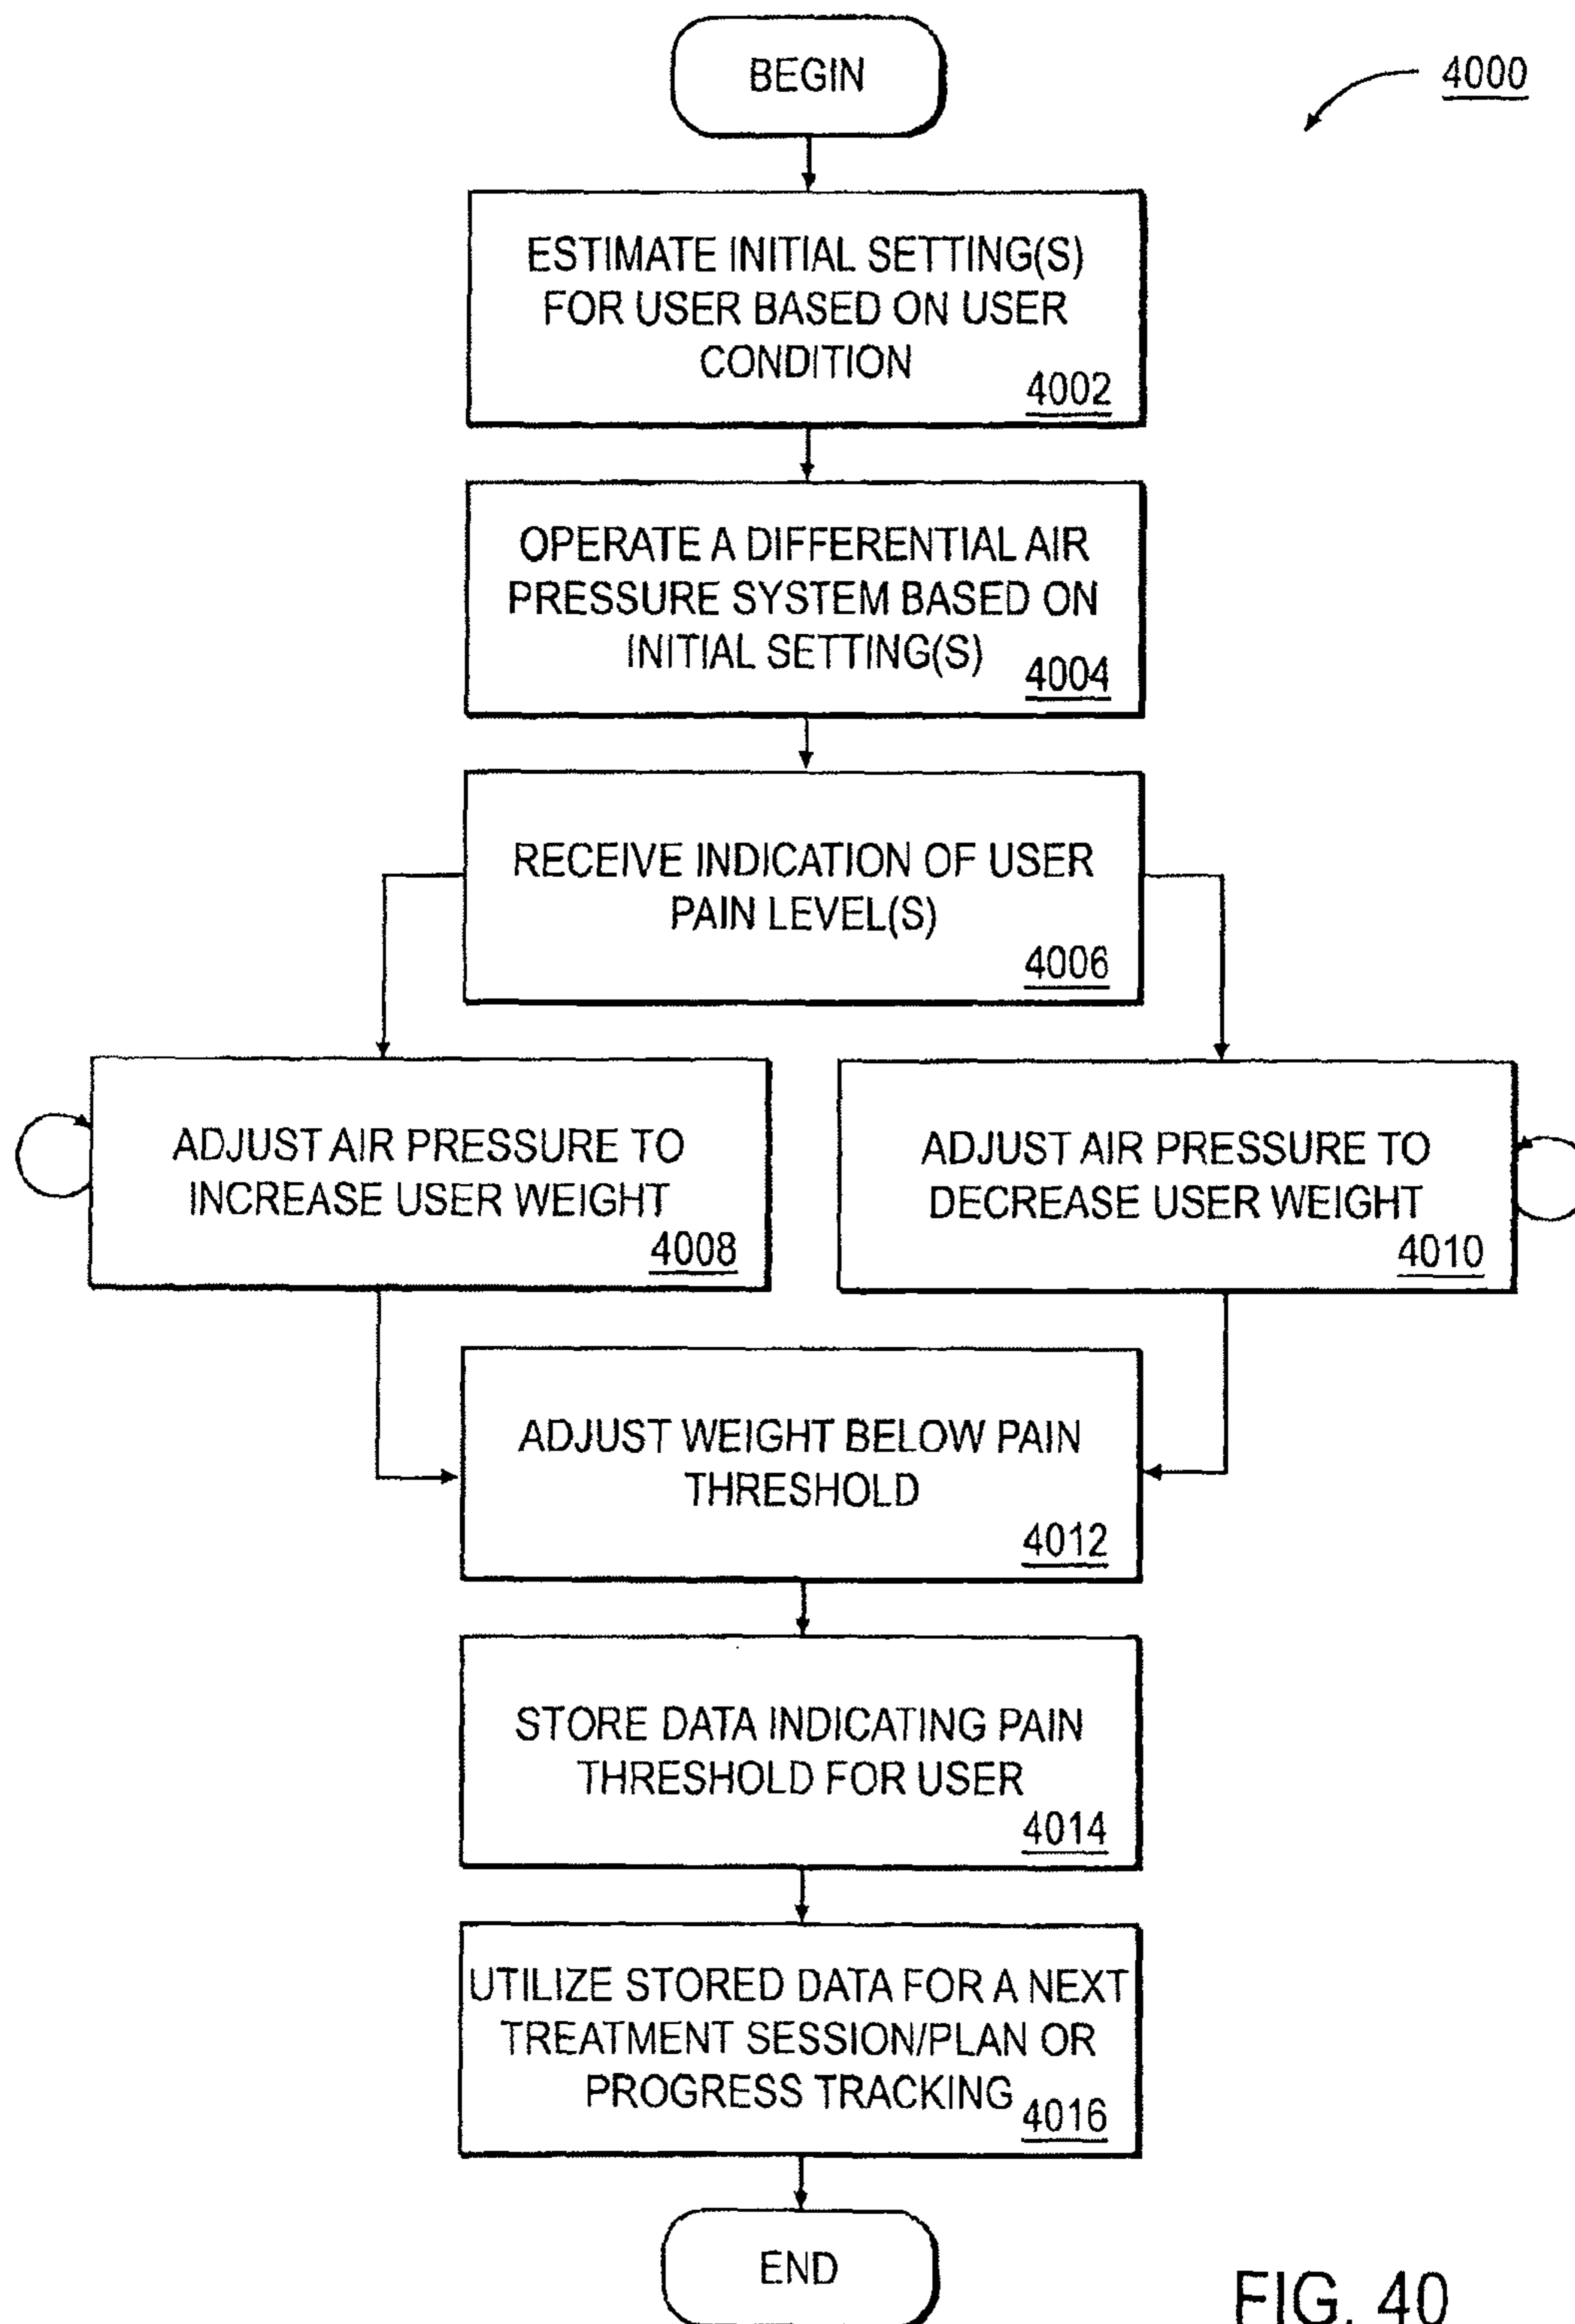 BEGIN
4000
ESTIMATE INITIAL SETTING(S)
FOR USER BASED ON USER
CONDITION
4002
OPERATE A DIFFERENTIAL AIR
PRESSURE SYSTEM BASED ON
INITIAL SETTING(S)
4004
RECEIVE INDICATION OF USER
PAIN LEVEL(S)
4006
ADJUST AIR PRESSURE TO
INCREASE USER WEIGHT
4008
ADJUST AIR PRESSURE TO
DECREASE USER WEIGHT
4010
ADJUST WEIGHT BELOW PAIN
THRESHOLD
4012
STORE DATA INDICATING PAIN
THRESHOLD FOR USER
4014
UTILIZE STORED DATA FOR A NEXT
TREATMENT SESSION/PLAN OR
PROGRESS TRACKING
4016
END
FIG. 40